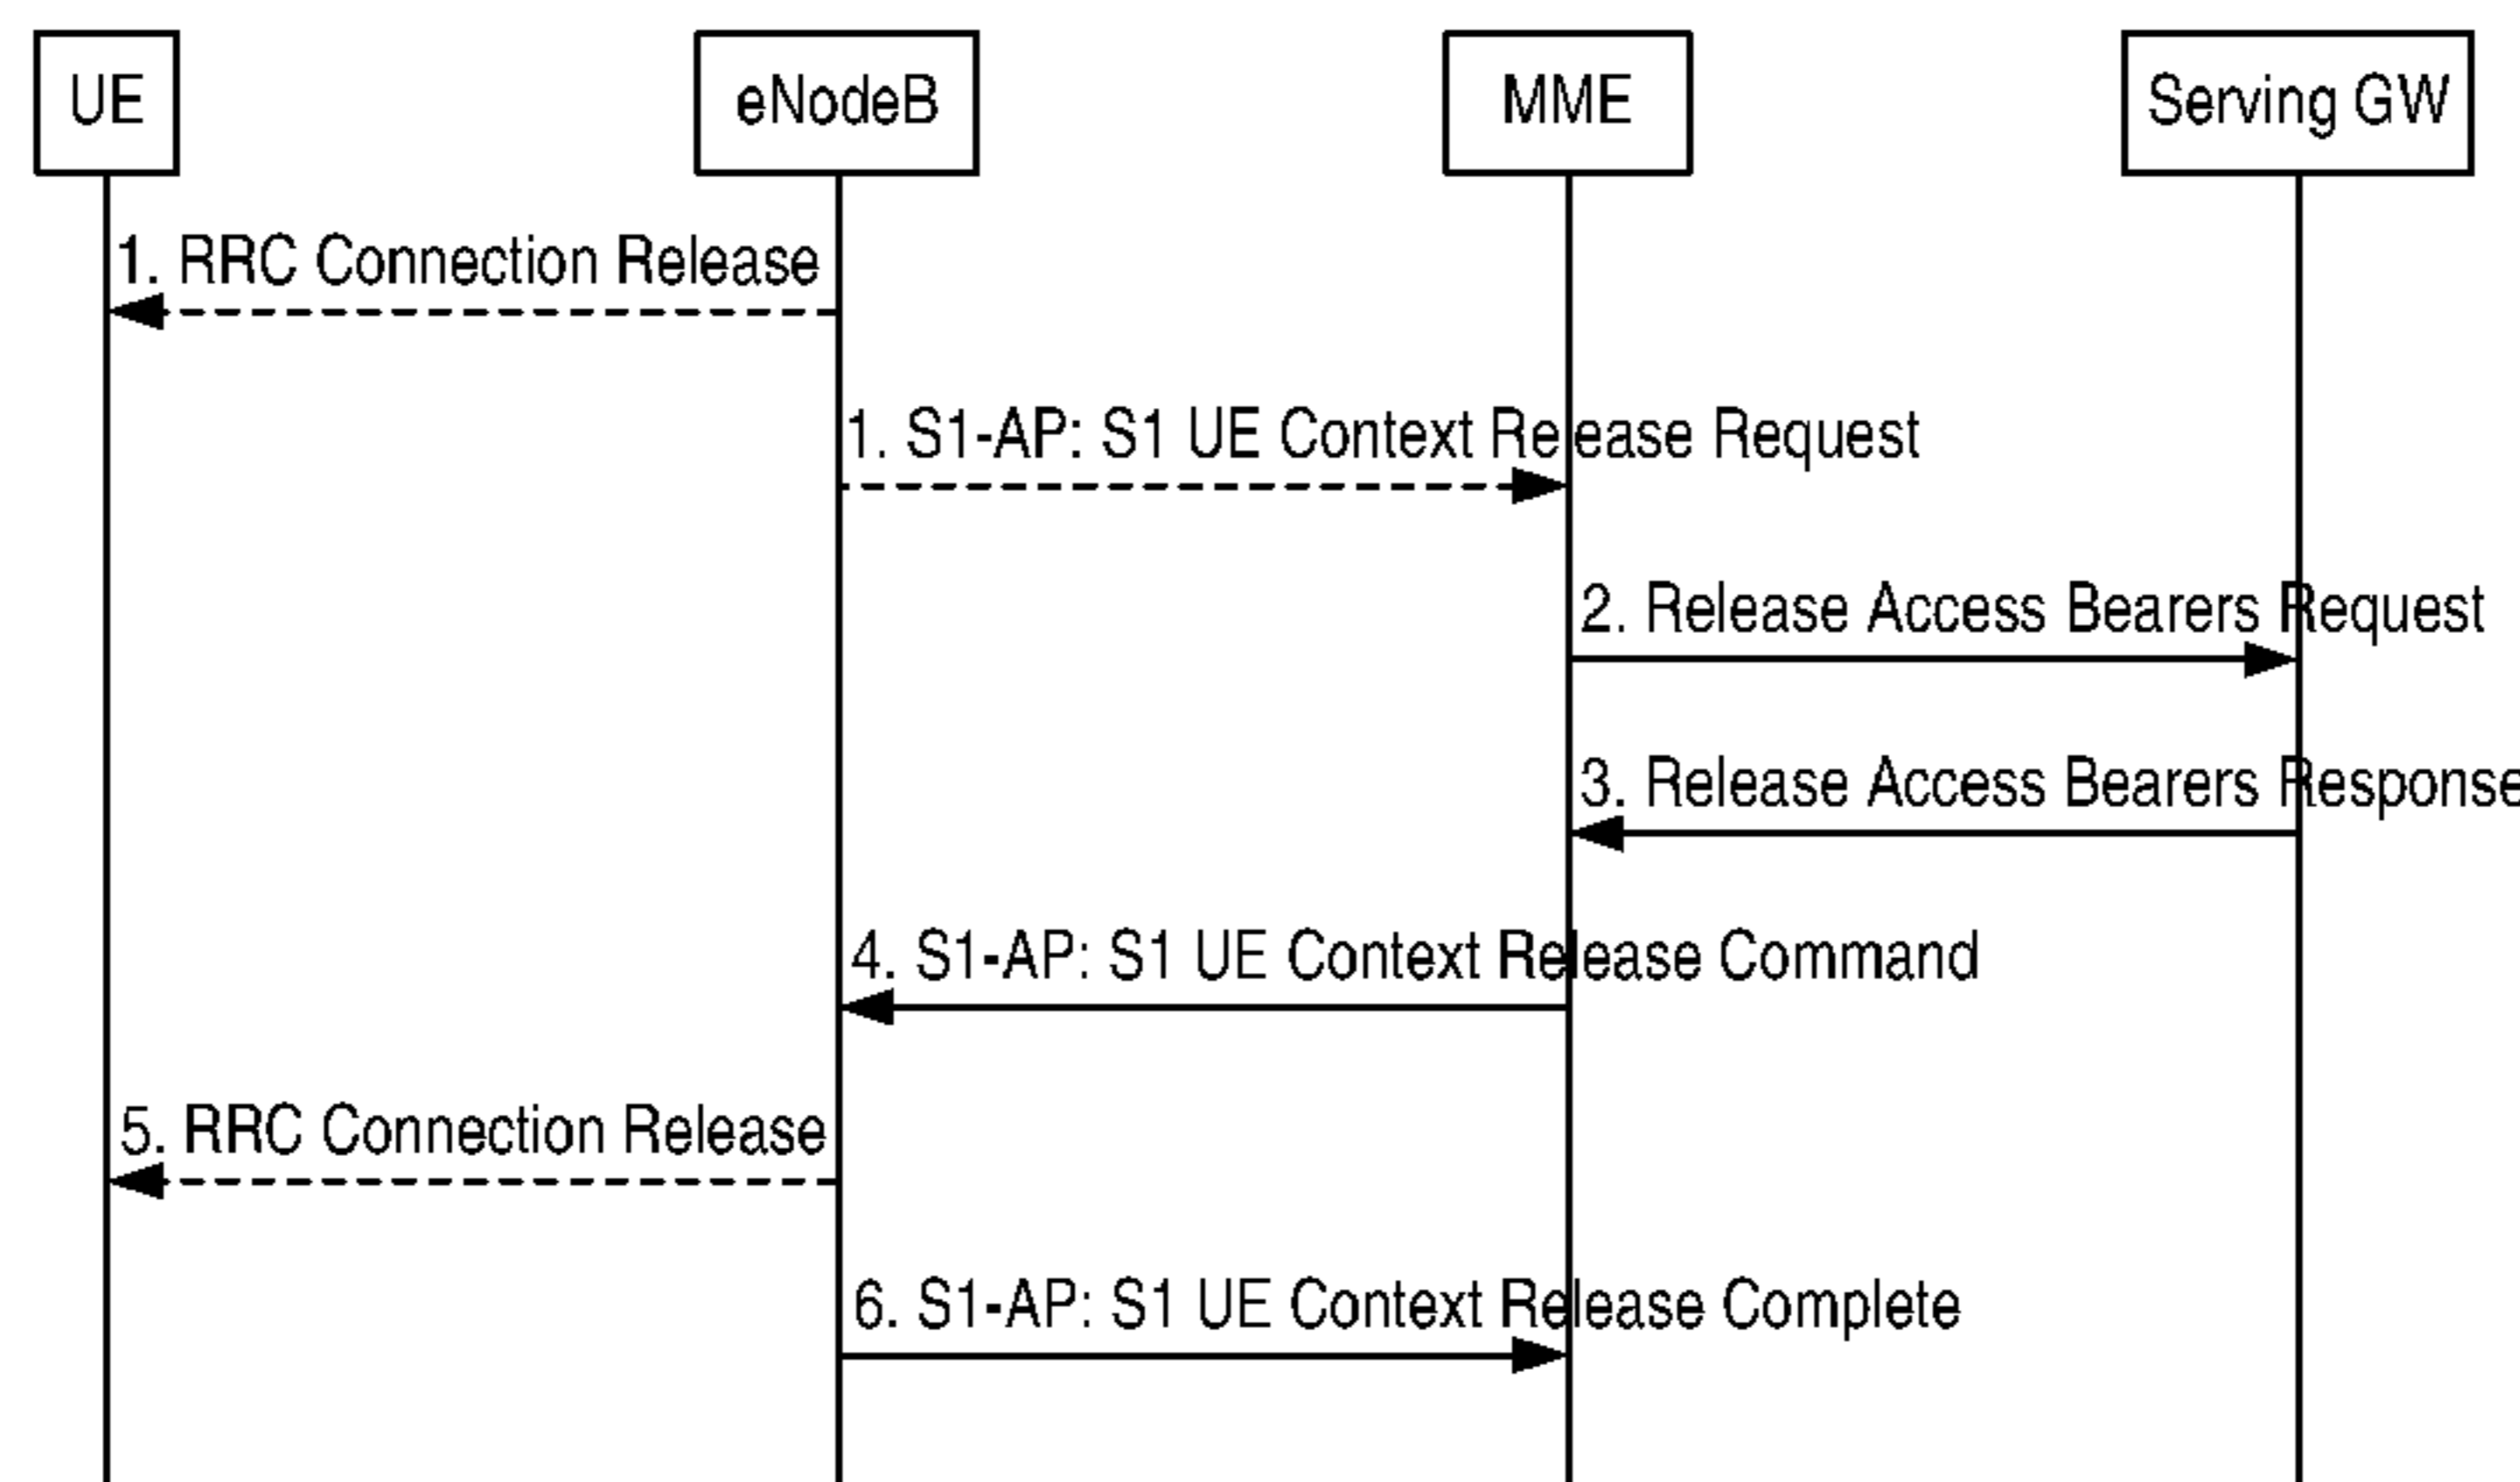 UE
eNodeB
MME
Serving GW
1. RRC Connection Release
1. S1-AP: S1 UE Context Release Request
2. Release Access Bearers Request
3. Release Access Bearers Response
4. S1-AP: S1 UE Context Release Command
5. RRC Connection Release
6. S1-AP: S1 UE Context Release Complete